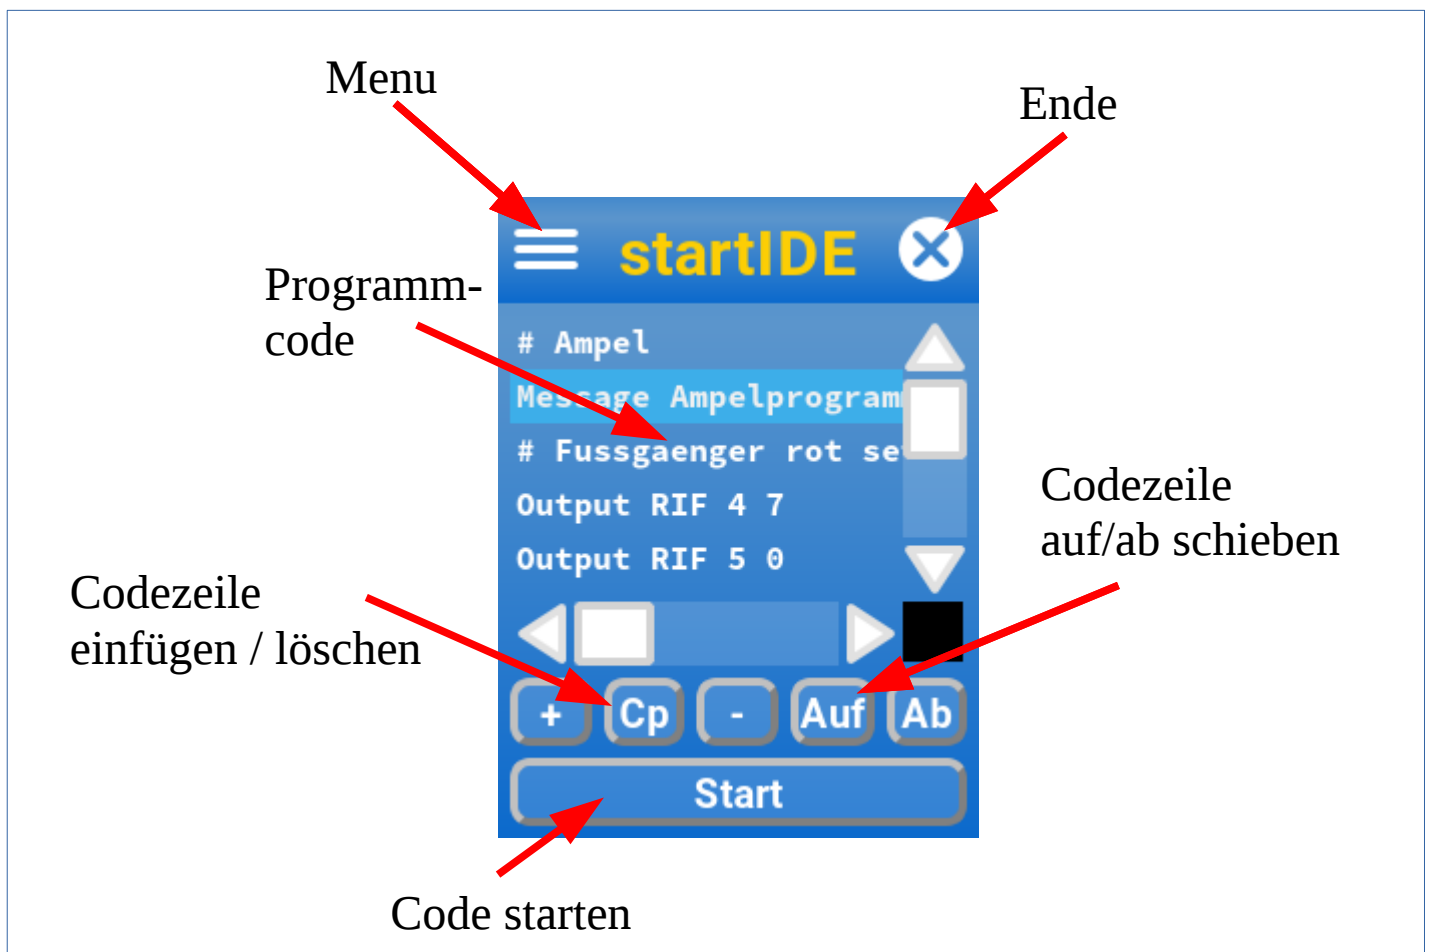 Menu
Ende
startIDE
Programm-
code
# Ampel
Message Ampelprogram
# Fussgaenger rot se
Output RIF 4 7
Output RIF 5 0
Codezeile
auf/ab schieben
Codezeile
einfügen / löschen
+ Cp - Auf Ab
Start
Code starten